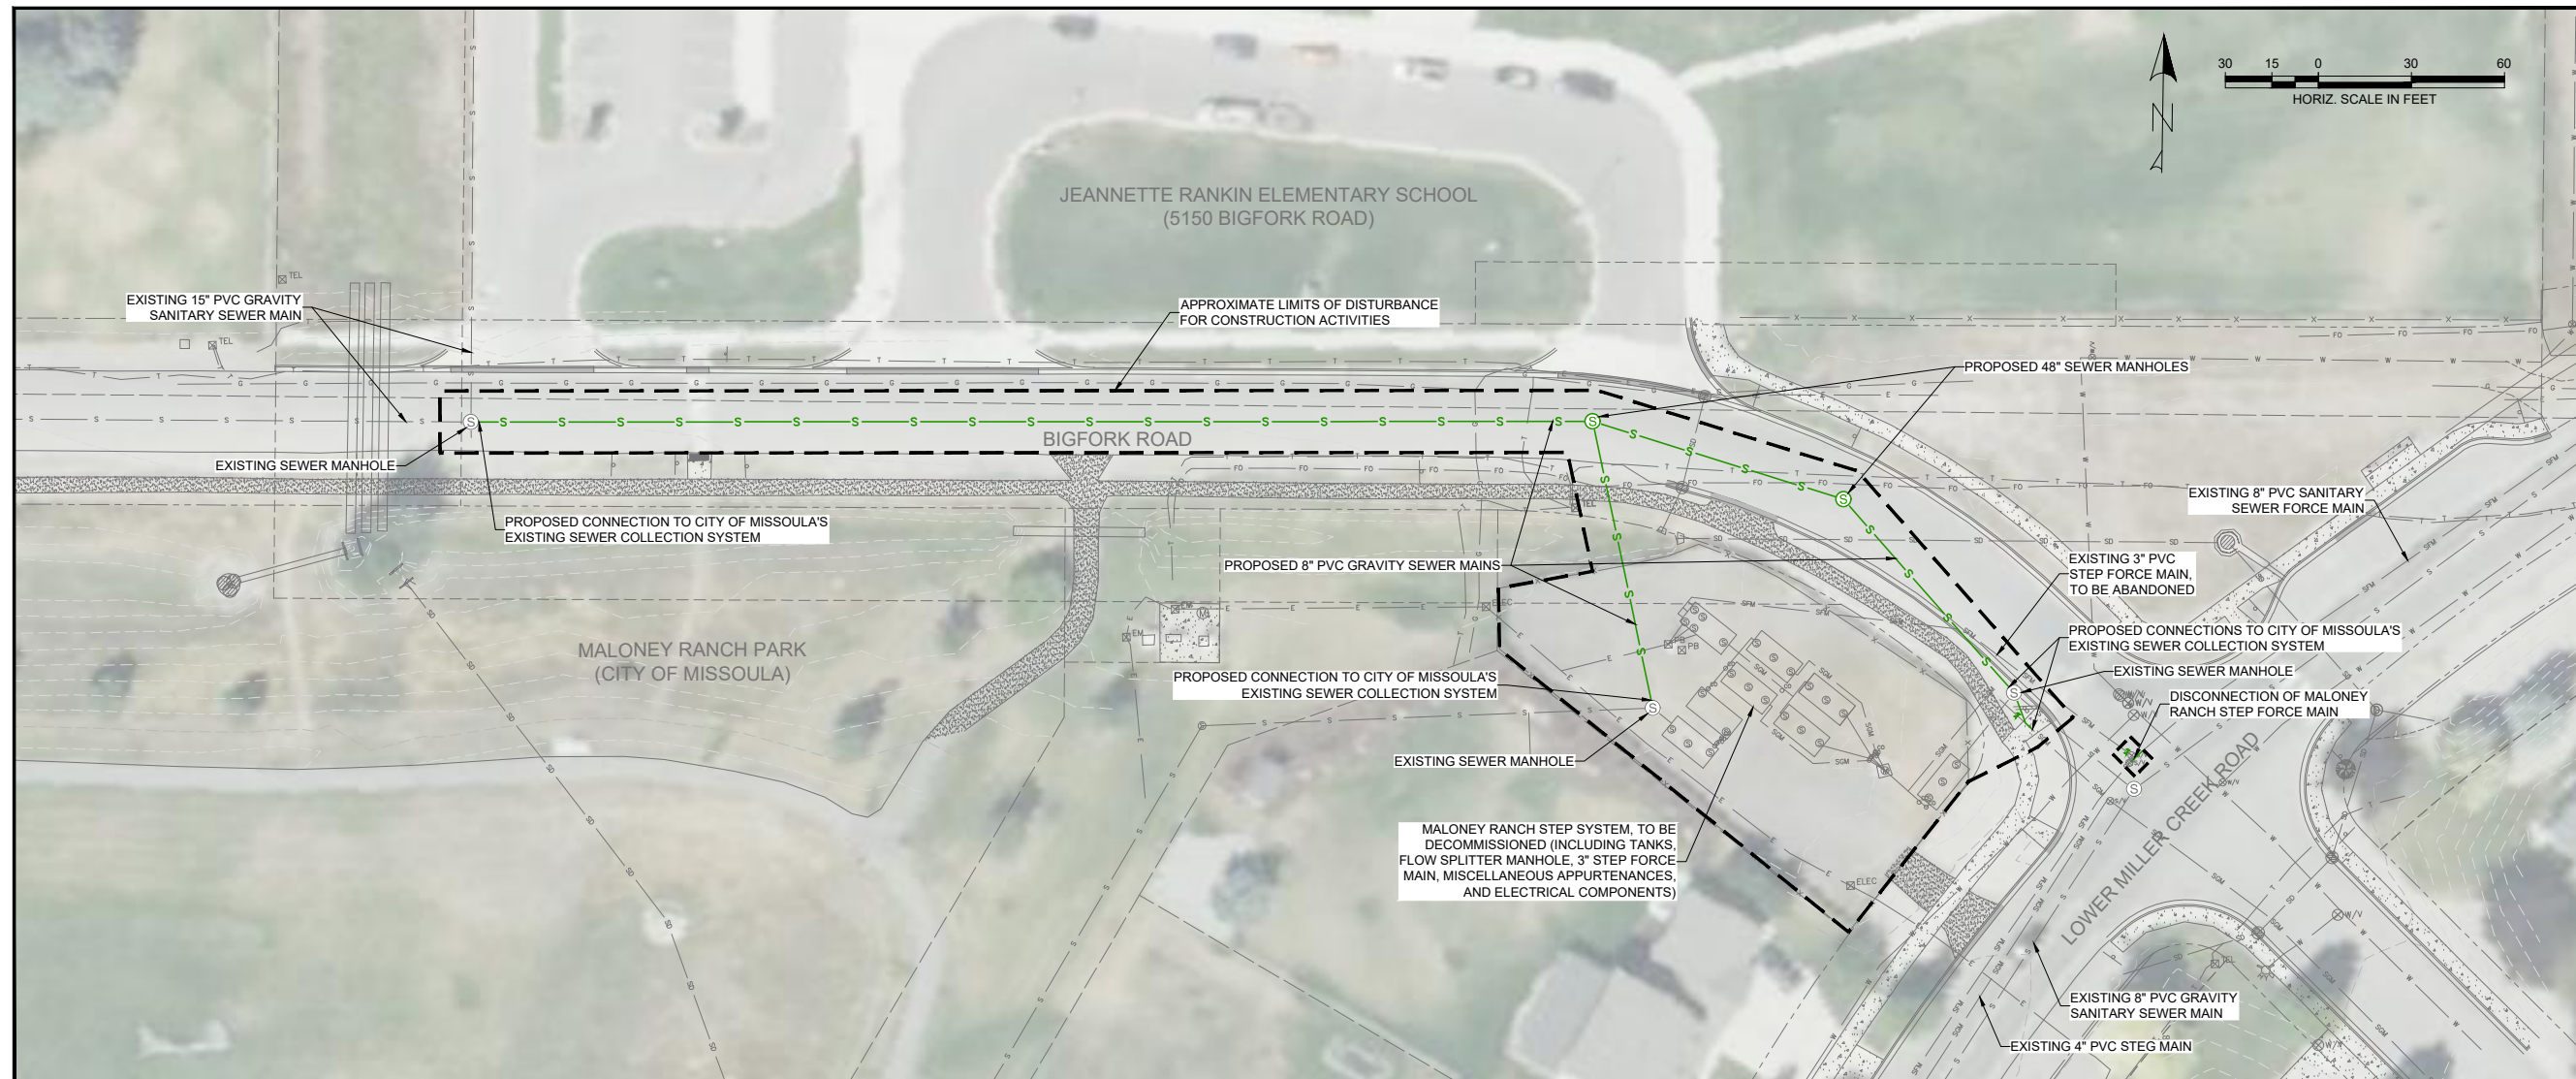 30 15 0 30 60
HORIZ. SCALE IN FEET
N
JEANNETTE RANKIN ELEMENTARY SCHOOL
(5150 BIGFORK ROAD)
EXISTING 15" PVC GRAVITY
SANITARY SEWER MAIN
APPROXIMATE LIMITS OF DISTURBANCE
FOR CONSTRUCTION ACTIVITIES
PROPOSED 48" SEWER MANHOLES
BIGFORK ROAD
EXISTING SEWER MANHOLE
PROPOSED CONNECTION TO CITY OF MISSOULA'S
EXISTING SEWER COLLECTION SYSTEM
EXISTING 8" PVC SANITARY
SEWER FORCE MAIN
PROPOSED 8" PVC GRAVITY SEWER MAINS
EXISTING 3" PVC
STEP FORCE MAIN,
TO BE ABANDONED
MALONEY RANCH PARK
(CITY OF MISSOULA)
PROPOSED CONNECTIONS TO CITY OF MISSOULA'S
EXISTING SEWER COLLECTION SYSTEM
EXISTING SEWER MANHOLE
PROPOSED CONNECTION TO CITY OF MISSOULA'S
EXISTING SEWER COLLECTION SYSTEM
DISCONNECTION OF MALONEY
RANCH STEP FORCE MAIN
EXISTING SEWER MANHOLE
LOWER MILLER CREEK ROAD
MALONEY RANCH STEP SYSTEM, TO BE
DECOMMISSIONED (INCLUDING TANKS,
FLOW SPLITTER MANHOLE, 3" STEP FORCE
MAIN, MISCELLANEOUS APPURTENANCES,
AND ELECTRICAL COMPONENTS)
EXISTING 8" PVC GRAVITY
SANITARY SEWER MAIN
EXISTING 4" PVC STEG MAIN
TEL
TEL
TEL
ELEC
EM
PB
ELEC